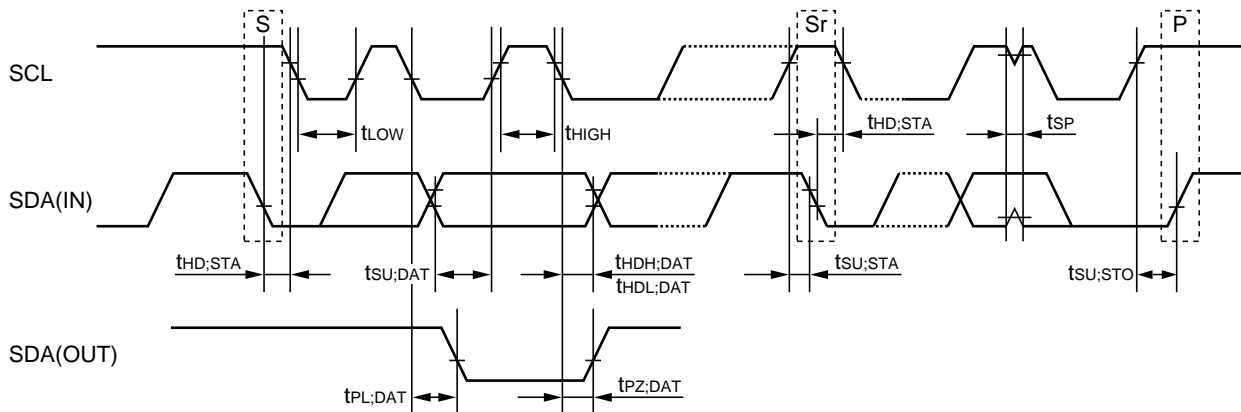 S Sr P
SCL
tLOW tHIGH tHD;STA tSP
SDA(IN)
tHD;STA tSU;DAT tHDH;DAT tSU;STA tSU;STO
tHDL;DAT
SDA(OUT)
tPL;DAT tPZ;DAT